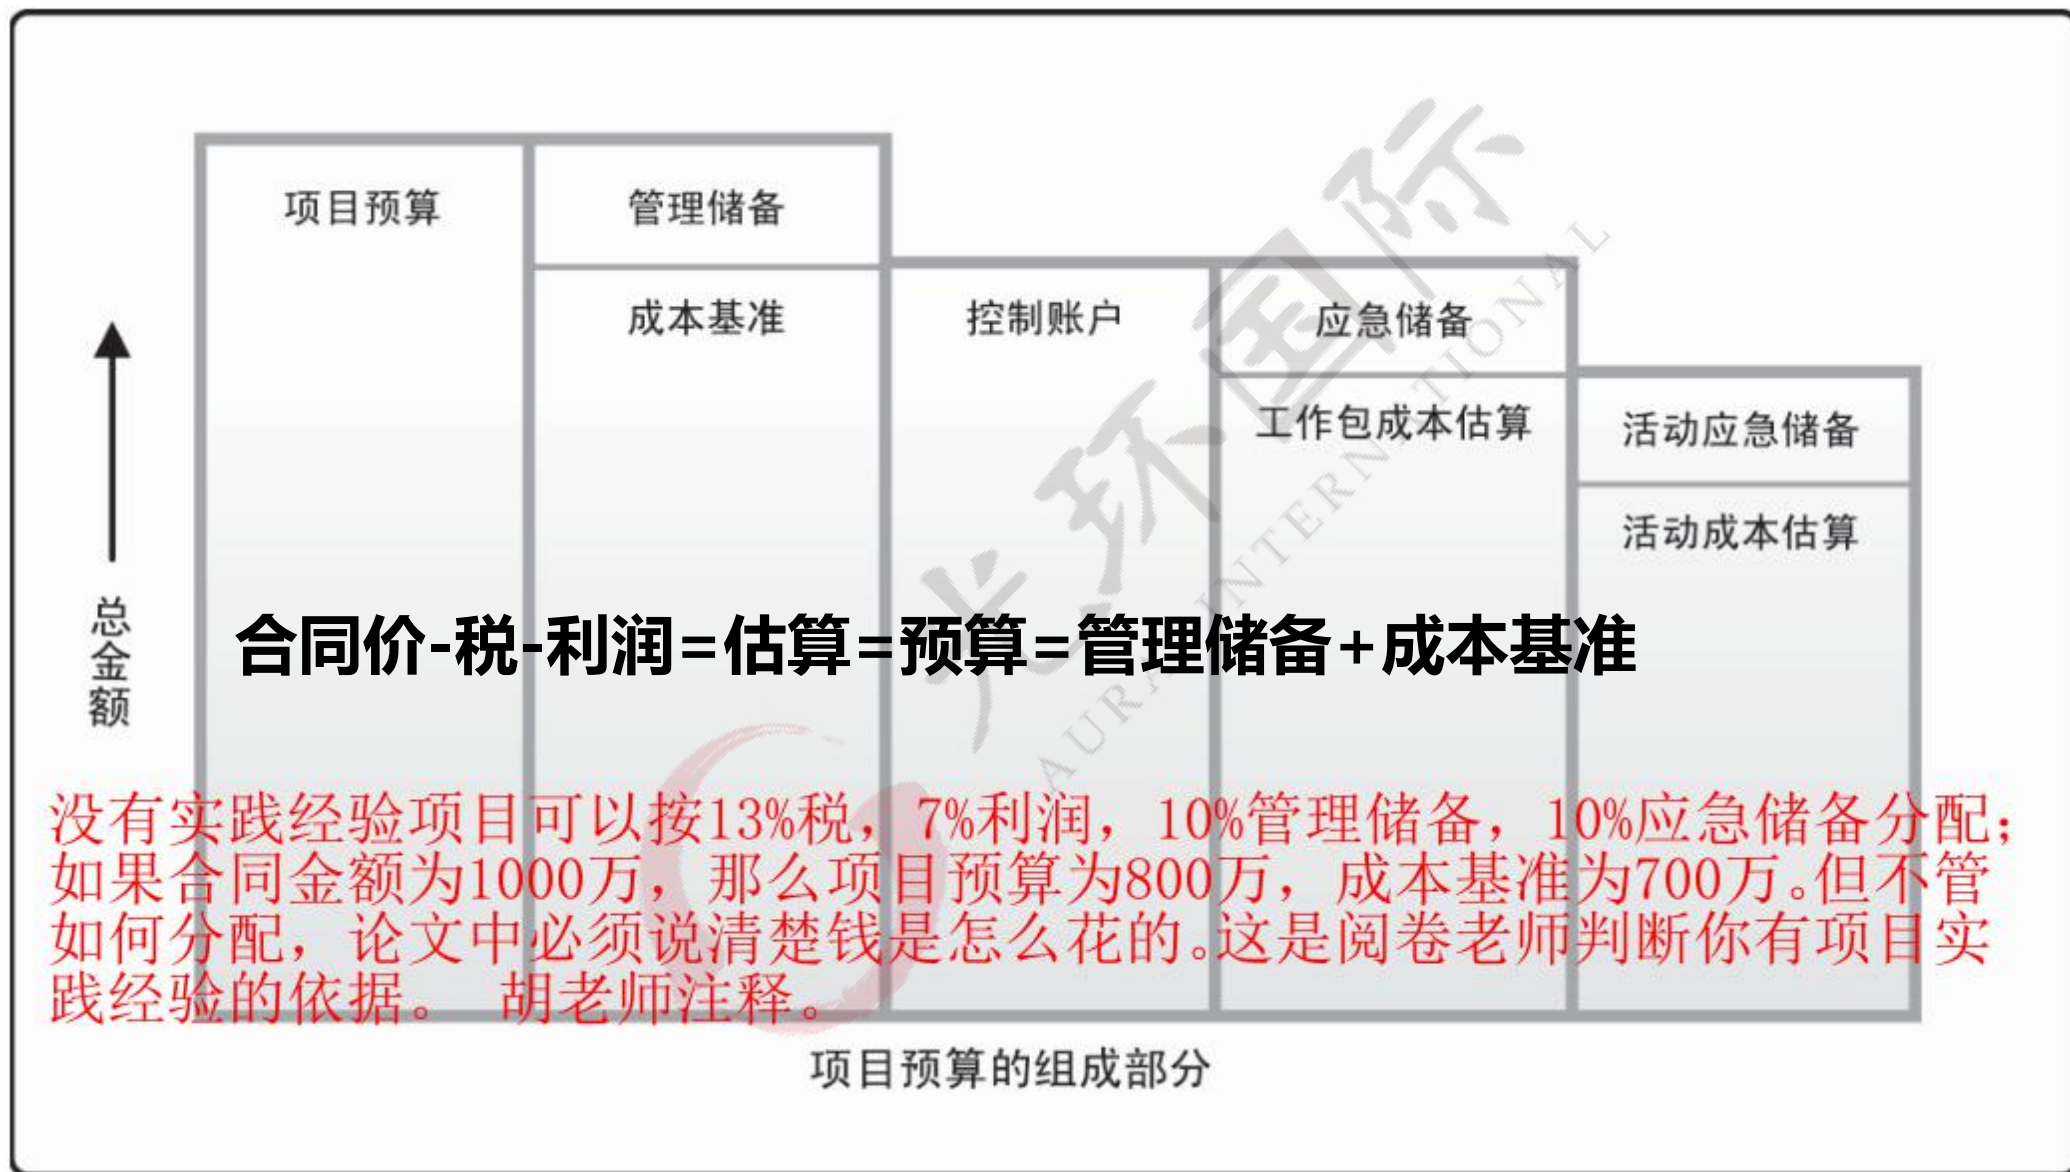 项目预算
管理储备
成本基准
控制账户
应急储备
工作包成本估算
活动应急储备
活动成本估算
总金额
光环国际
AURA INTERNATIONAL
合同价-税-利润=估算=预算=管理储备+成本基准
没有实践经验项目可以按13%税，7%利润，10%管理储备，10%应急储备分配；
如果合同金额为1000万，那么项目预算为800万，成本基准为700万。但不管
如何分配，论文中必须说清楚钱是怎么花的。这是阅卷老师判断你有项目实
践经验的依据。 胡老师注释。
项目预算的组成部分